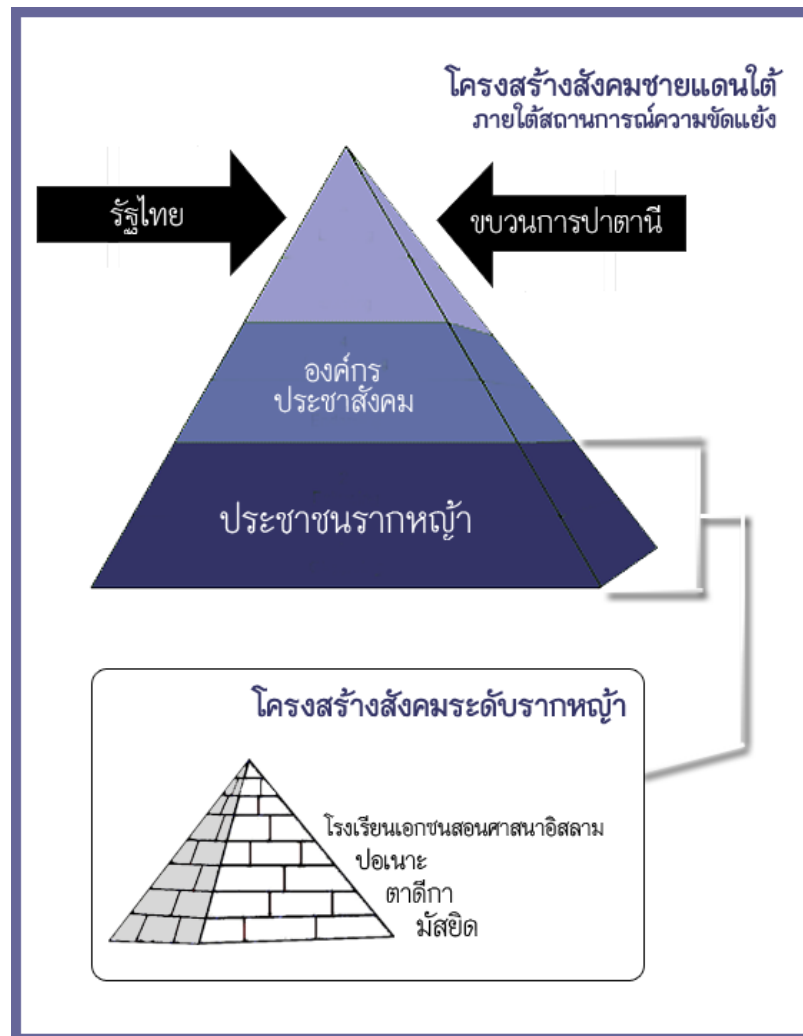 โครงสร้างสังคมชายแดนใต้
ภายใต้สถานการณ์ความขัดแย้ง
รัฐไทย
ขบวนการปาตานี
องค์กร
ประชาสังคม
ประชาชนรากหญ้า
โครงสร้างสังคมระดับรากหญ้า
โรงเรียนเอกชนสอนศาสนาอิสลาม
ปอเนาะ
ตาดีกา
มัสยิด